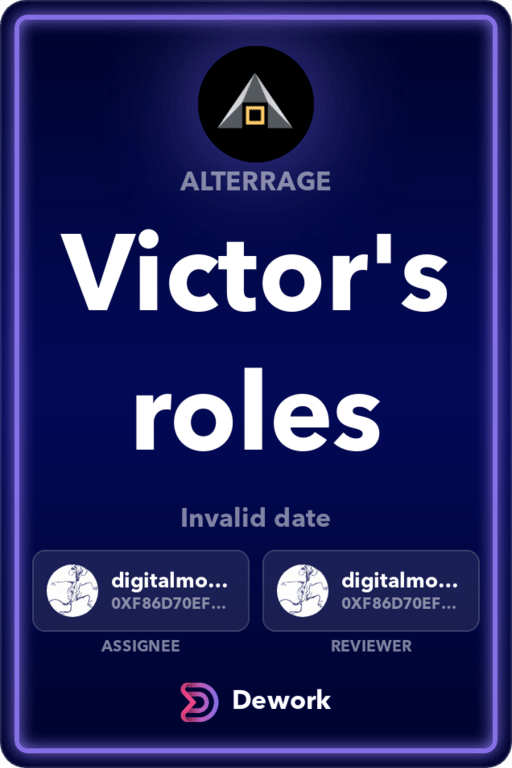 ALTERRAGE
Victor's
roles
Invalid date
digitalmo...
0XF86D70EF...
ASSIGNEE
digitalmo...
0XF86D70EF...
REVIEWER
Dework